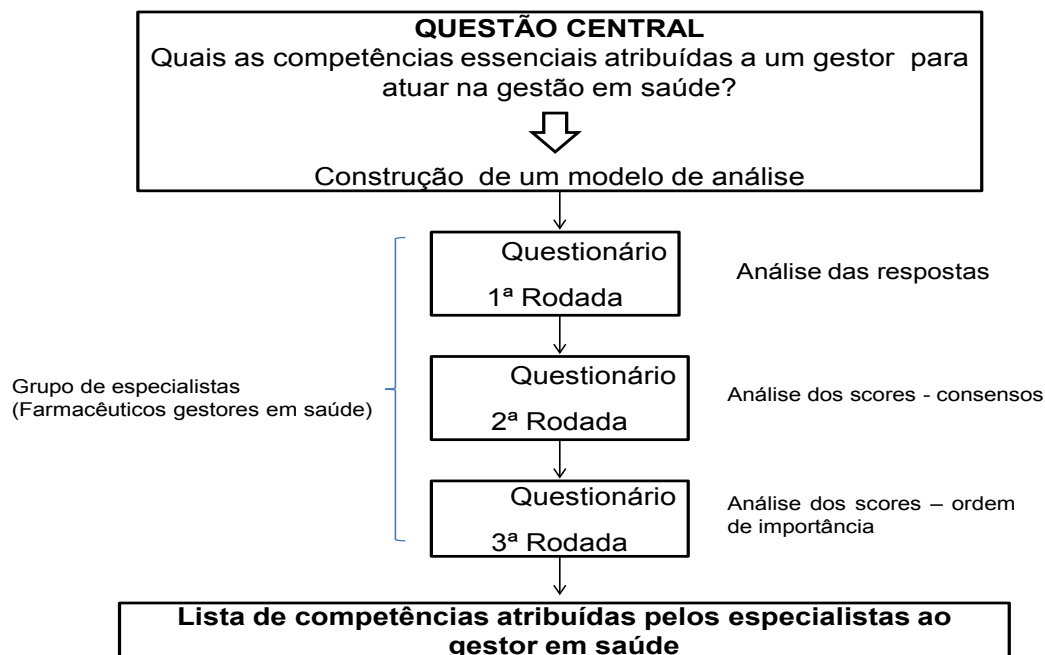 QUESTÃO CENTRAL
Quais as competências essenciais atribuídas a um gestor para
atuar na gestão em saúde?
Construção de um modelo de análise
Questionário
1ª Rodada
Análise das respostas
Grupo de especialistas
(Farmacêuticos gestores em saúde)
Questionário
2ª Rodada
Análise dos scores - consensos
Questionário
3ª Rodada
Análise dos scores – ordem
de importância
Lista de competências atribuídas pelos especialistas ao
gestor em saúde